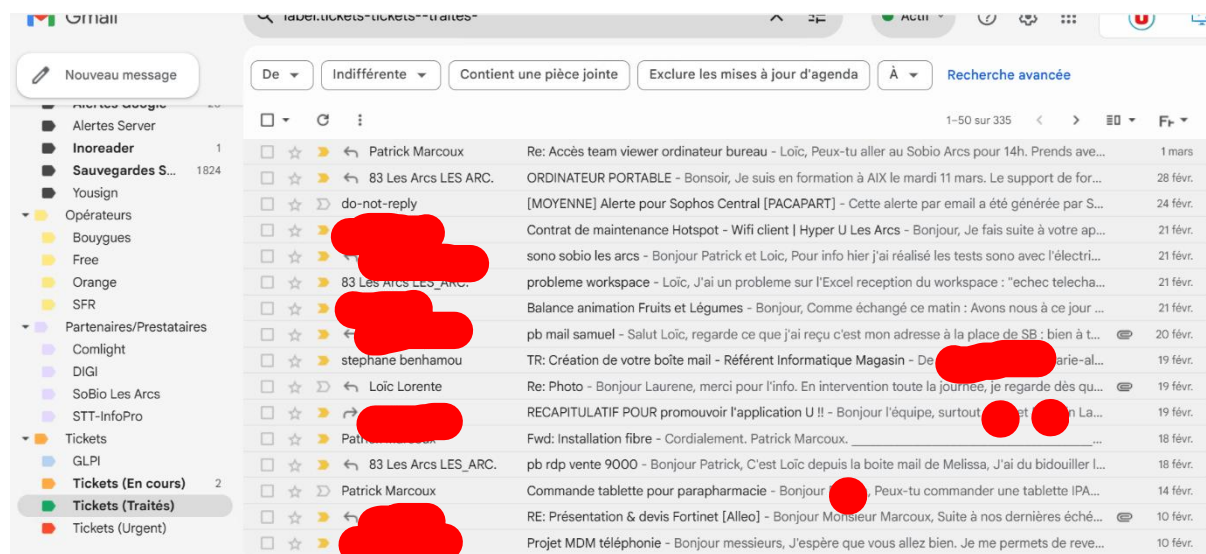 Gmail
label:tickets-tickets--traités-
Actif
Nouveau message
De
Indifférente
Contient une pièce jointe
Exclure les mises à jour d'agenda
À
Recherche avancée
Alertes Google
Alertes Server
Inoreader 1
Sauvegardes S... 1824
Yousign
Opérateurs
Bouygues
Free
Orange
SFR
Partenaires/Prestataires
Comlight
DIGI
SoBio Les Arcs
STT-InfoPro
Tickets
GLPI
Tickets (En cours) 2
Tickets (Traités)
Tickets (Urgent)
1–50 sur 335
Patrick Marcoux Re: Accès team viewer ordinateur bureau - Loïc, Peux-tu aller au Sobio Arcs pour 14h. Prends ave... 1 mars
83 Les Arcs LES ARC. ORDINATEUR PORTABLE - Bonsoir, Je suis en formation à AIX le mardi 11 mars. Le support de for... 28 févr.
do-not-reply [MOYENNE] Alerte pour Sophos Central [PACAPART] - Cette alerte par email a été générée par S... 24 févr.
Contrat de maintenance Hotspot - Wifi client | Hyper U Les Arcs - Bonjour, Je fais suite à votre ap... 21 févr.
sono sobio les arcs - Bonjour Patrick et Loic, Pour info hier j'ai réalisé les tests sono avec l'électri... 21 févr.
83 Les Arcs LES_ARC. probleme workspace - Loïc, J'ai un probleme sur l'Excel reception du workspace : "echec telecha... 21 févr.
Balance animation Fruits et Légumes - Bonjour, Comme échangé ce matin : Avons nous à ce jour ... 21 févr.
pb mail samuel - Salut Loïc, regarde ce que j'ai reçu c'est mon adresse à la place de SB : bien à t... 20 févr.
stephane benhamou TR: Création de votre boîte mail - Référent Informatique Magasin - De arie-al... 19 févr.
Loïc Lorente Re: Photo - Bonjour Laurene, merci pour l'info. En intervention toute la journée, je regarde dès qu... 19 févr.
RECAPITULATIF POUR promouvoir l'application U !! - Bonjour l'équipe, surtout et n La... 19 févr.
Fwd: Installation fibre - Cordialement. Patrick Marcoux. ... 18 févr.
83 Les Arcs LES_ARC. pb rdp vente 9000 - Bonjour Patrick, C'est Loïc depuis la boite mail de Melissa, J'ai du bidouiller l... 18 févr.
Patrick Marcoux Commande tablette pour parapharmacie - Bonjour , Peux-tu commander une tablette IPA... 14 févr.
RE: Présentation & devis Fortinet [Alleo] - Bonjour Monsieur Marcoux, Suite à nos dernières éché... 10 févr.
Projet MDM téléphonie - Bonjour messieurs, J'espère que vous allez bien. Je me permets de reve... 10 févr.